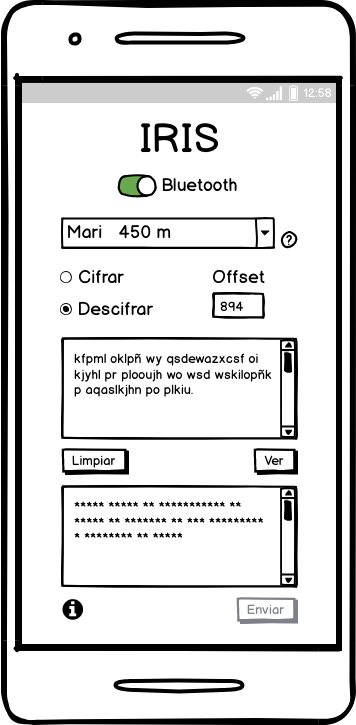 12:58
IRIS
Bluetooth
Mari 450 m
?
Cifrar Offset
Descifrar 894
kfpml oklpñ wy qsdewazxcsf oi
kjyhl pr plooujh wo wsd wskilopñk
p aqaslkjhn po plkiu.
Limpiar Ver
***** ***** ** *********** **
***** ** ******* ** *** *********
* ******** ** *****
i Enviar